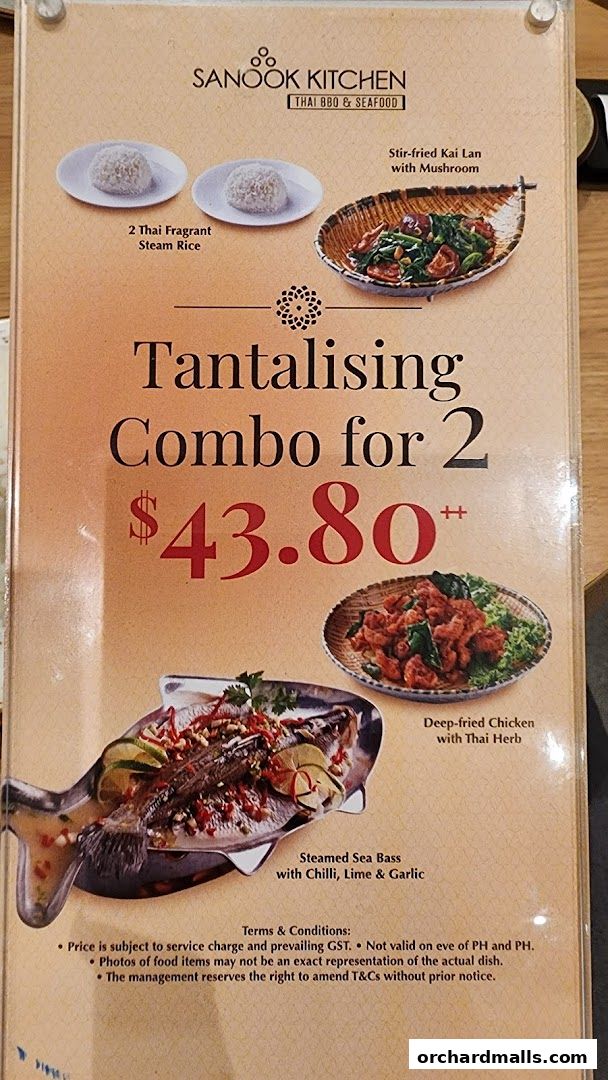 SANOOK KITCHEN
THAI BBQ & SEAFOOD
Stir-fried Kai Lan
with Mushroom
2 Thai Fragrant
Steam Rice
Tantalising
Combo for 2
$43.80++
Deep-fried Chicken
with Thai Herb
Steamed Sea Bass
with Chilli, Lime & Garlic
Terms & Conditions:
• Price is subject to service charge and prevailing GST. • Not valid on eve of PH and PH.
• Photos of food items may not be an exact representation of the actual dish.
• The management reserves the right to amend T&Cs without prior notice.
orchardmalls.com